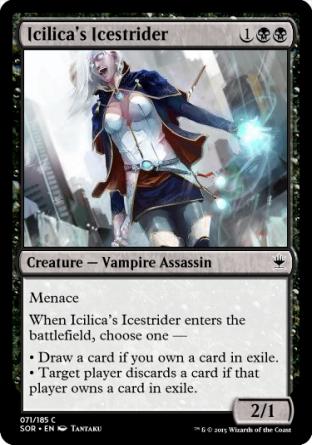 Icilica's Icestrider 1
Creature — Vampire Assassin
Menace
When Icilica's Icestrider enters the
battlefield, choose one —
• Draw a card if you own a card in exile.
• Target player discards a card if that
player owns a card in exile.
2/1
071/185 C
SOR • EN TANTAKU
™ & © 2015 Wizards of the Coast